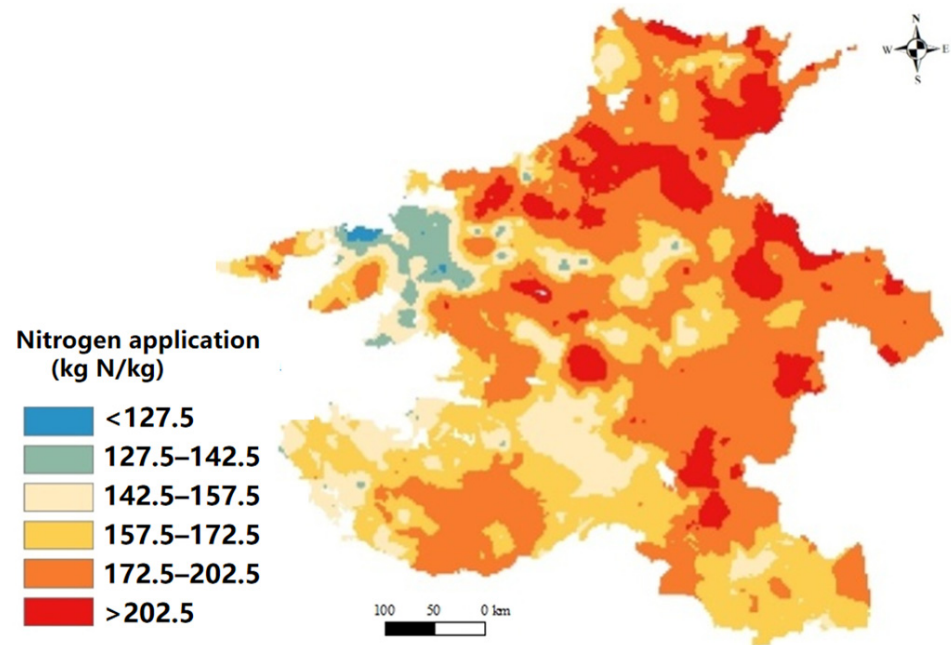 N
W E
S
Nitrogen application
(kg N/kg)
<127.5
127.5–142.5
142.5–157.5
157.5–172.5
172.5–202.5
>202.5
100 50 0 km